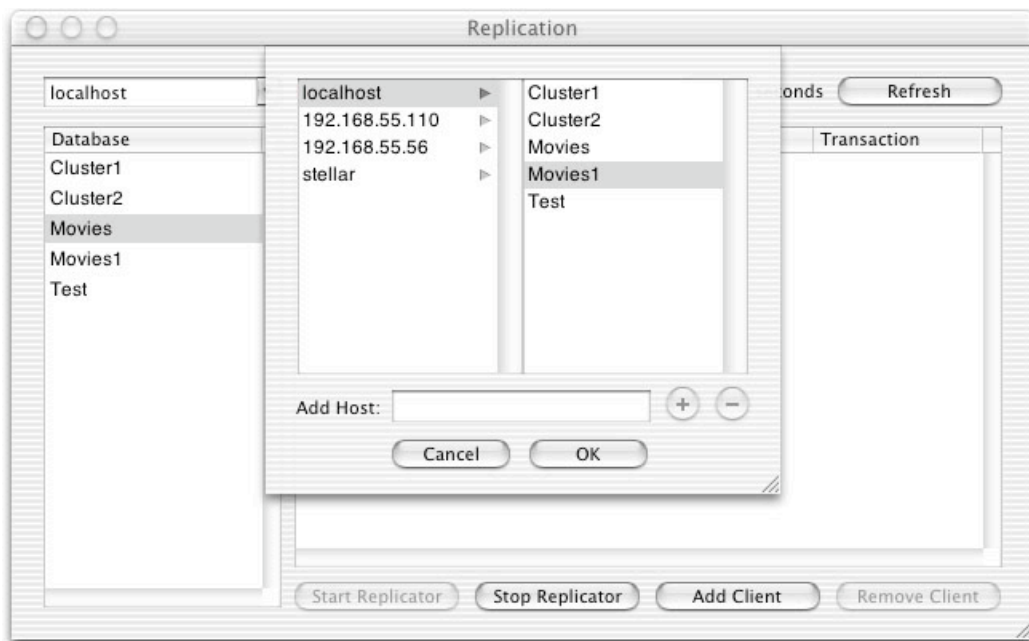 Replication
localhost
onds
Refresh
Database
Cluster1
Cluster2
Movies
Movies1
Test
Transaction
localhost
192.168.55.110
192.168.55.56
stellar
Cluster1
Cluster2
Movies
Movies1
Test
Add Host:
Cancel
OK
Start Replicator
Stop Replicator
Add Client
Remove Client